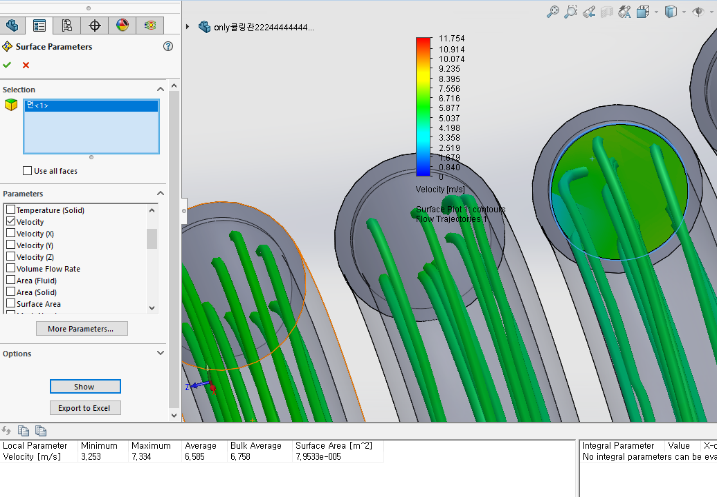 Surface Parameters
Selection
<1>
Use all faces
Parameters
Temperature (Solid)
Velocity
Velocity (X)
Velocity (Y)
Velocity (Z)
Volume Flow Rate
Area (Fluid)
Area (Solid)
Surface Area
More Parameters...
Options
Show
Export to Excel
only쿨링관22244444444...
11.754
10.914
10.074
9.235
8.395
7.556
6.716
5.877
5.037
4.198
3.358
2.519
1.679
0.840
0
Velocity [m/s]
Surface Plot 1: contours
Flow Trajectories 1
Z
Local Parameter Minimum Maximum Average Bulk Average Surface Area [m^2]
Velocity [m/s] 3,253 7,334 6,585 6,758 7,9533e-005
Integral Parameter Value X-c
No integral parameters can be eva